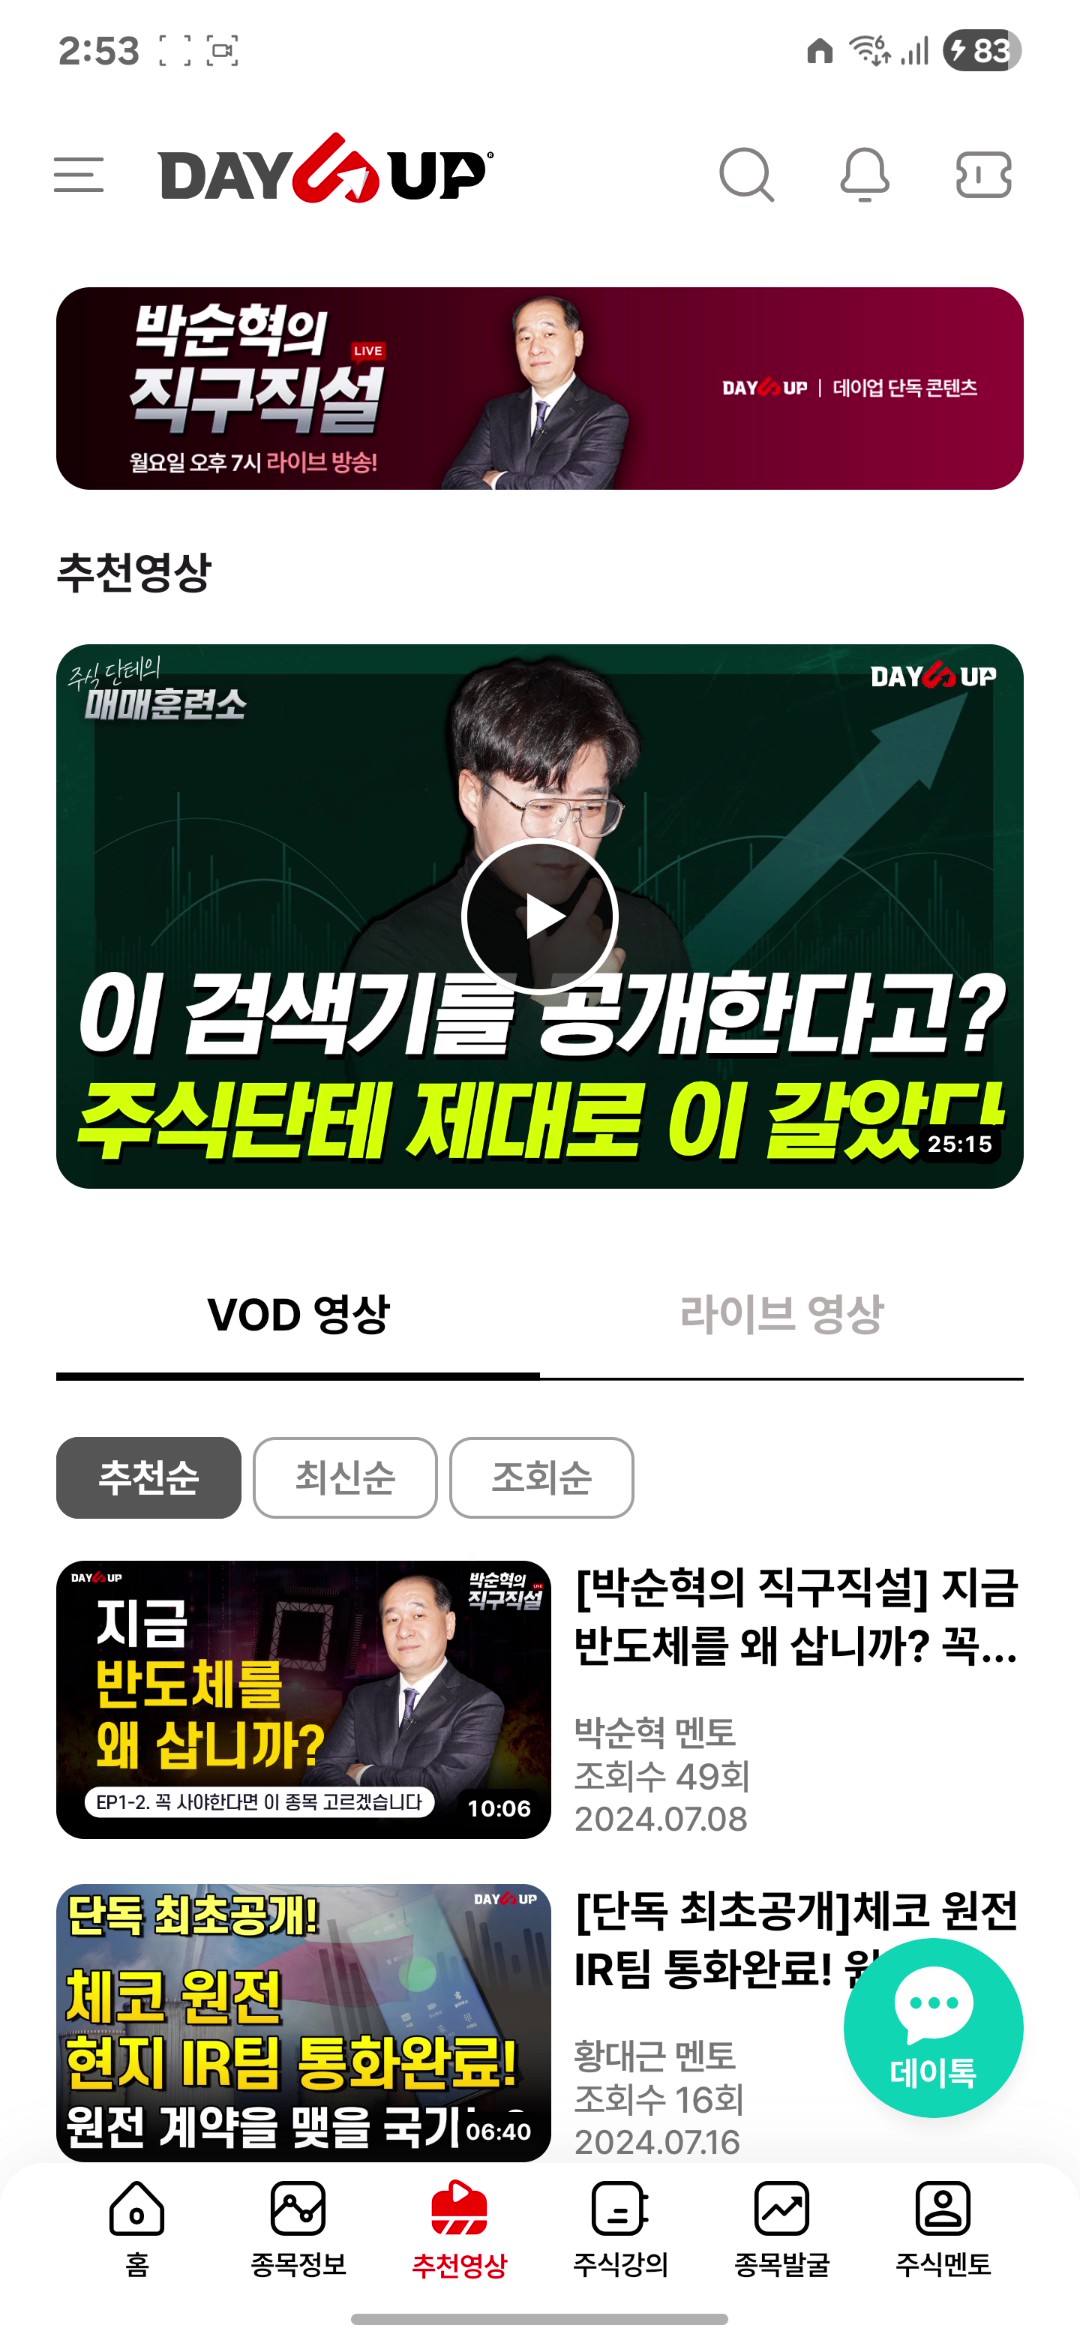 2:53
83
DAY UP
박순혁의
직구직설
LIVE
월요일 오후 7시 라이브 방송!
DAY UP | 데이업 단독 콘텐츠
추천영상
주식 단테의
매매훈련소
DAY UP
이 검색기를 공개한다고?
주식단테 제대로 이 갈았다
25:15
VOD 영상
라이브 영상
추천순
최신순
조회순
DAY UP
박순혁의
직구직설
지금
반도체를
왜 삽니까?
EP1-2. 꼭 사야한다면 이 종목 고르겠습니다
10:06
[박순혁의 직구직설] 지금
반도체를 왜 삽니까? 꼭...
박순혁 멘토
조회수 49회
2024.07.08
단독 최초공개!
DAY UP
체코 원전
현지 IR팀 통화완료!
원전 계약을 맺을 국가
06:40
[단독 최초공개]체코 원전
IR팀 통화완료!
황대근 멘토
조회수 16회
2024.07.16
데이톡
홈
종목정보
추천영상
주식강의
종목발굴
주식멘토